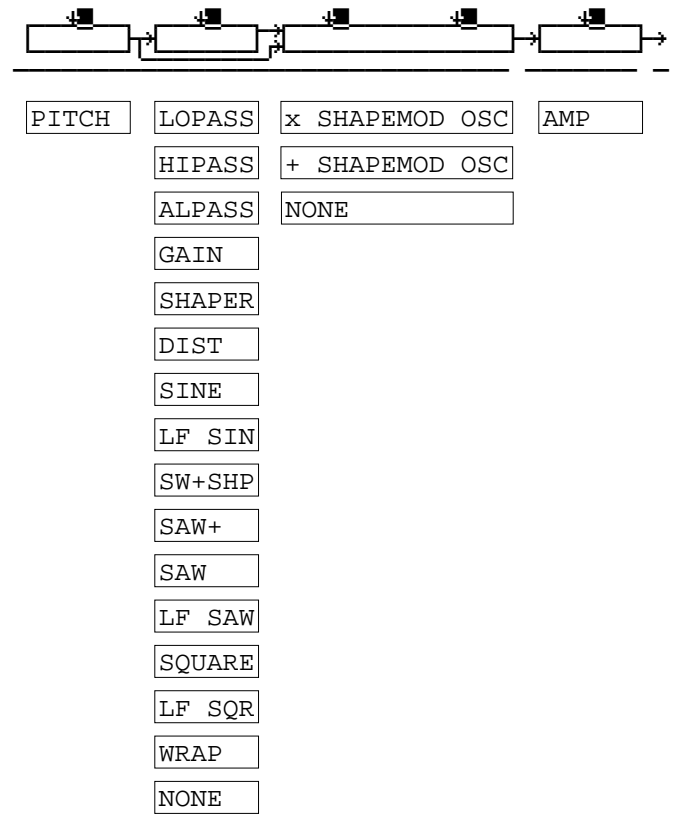 PITCH LOPASS x SHAPEMOD OSC AMP
HIPASS + SHAPEMOD OSC
ALPASS NONE
GAIN
SHAPER
DIST
SINE
LF SIN
SW+SHP
SAW+
SAW
LF SAW
SQUARE
LF SQR
WRAP
NONE